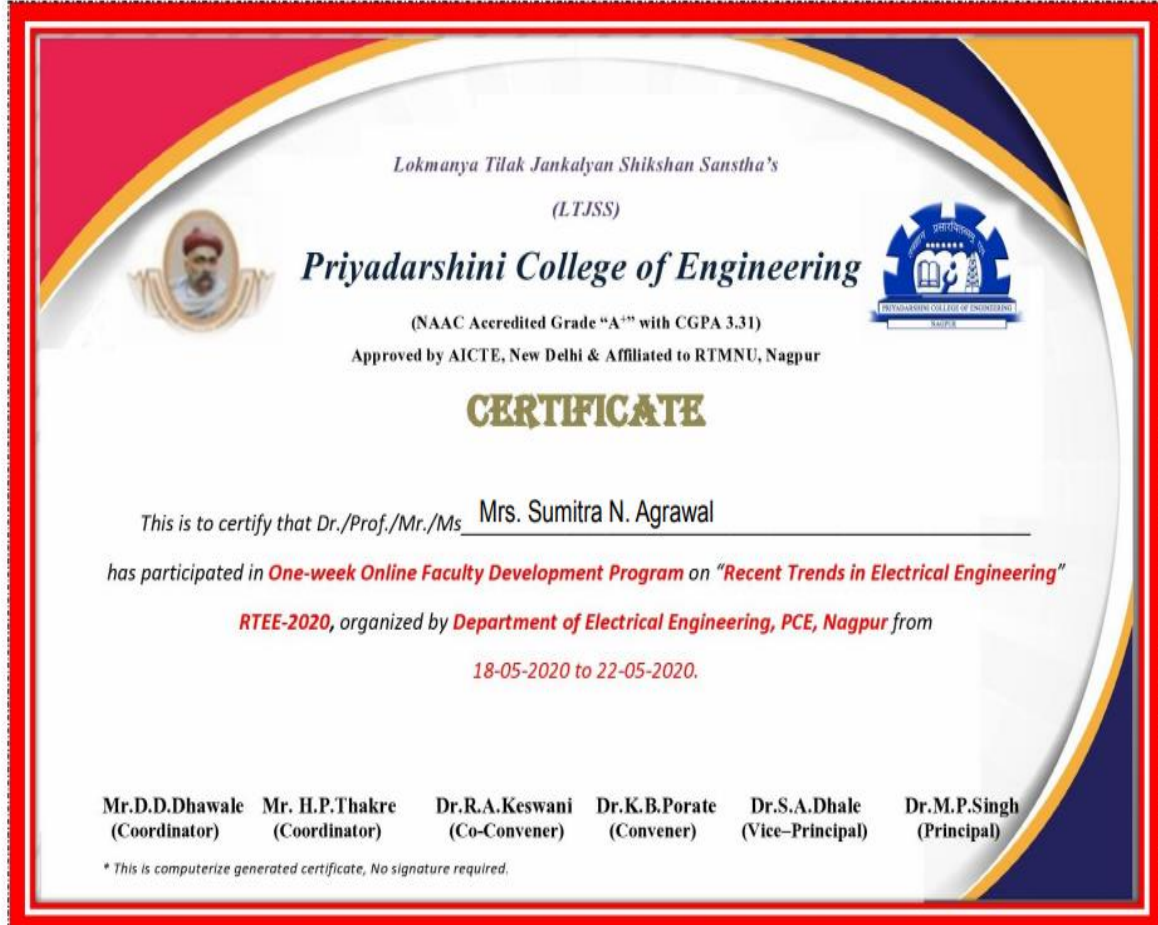 Lokmanya Tilak Jankalyan Shikshan Sanstha's
(LTJSS)
Priyadarshini College of Engineering
(NAAC Accredited Grade "A+" with CGPA 3.31)
Approved by AICTE, New Delhi & Affiliated to RTMNU, Nagpur
PRIYADARSHINI COLLEGE OF ENGINEERING
NAGPUR
CERTIFICATE
This is to certify that Dr./Prof./Mr./Ms Mrs. Sumitra N. Agrawal
has participated in One-week Online Faculty Development Program on "Recent Trends in Electrical Engineering"
RTEE-2020, organized by Department of Electrical Engineering, PCE, Nagpur from
18-05-2020 to 22-05-2020.
Mr.D.D.Dhawale Mr. H.P.Thakre Dr.R.A.Keswani Dr.K.B.Porate Dr.S.A.Dhale Dr.M.P.Singh
(Coordinator) (Coordinator) (Co-Convener) (Convener) (Vice–Principal) (Principal)
* This is computerize generated certificate, No signature required.